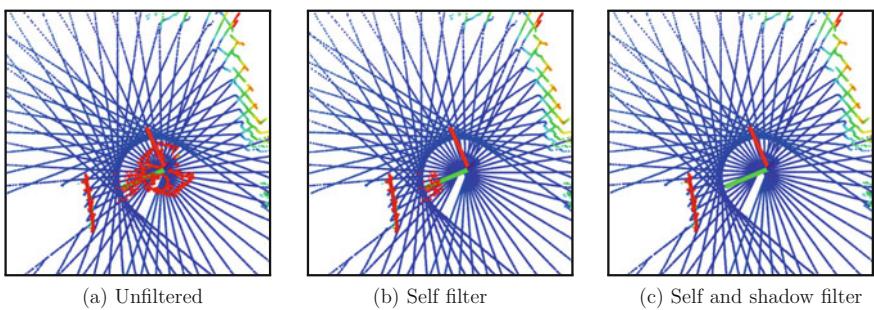 (a) Unfiltered
(b) Self filter
(c) Self and shadow filter